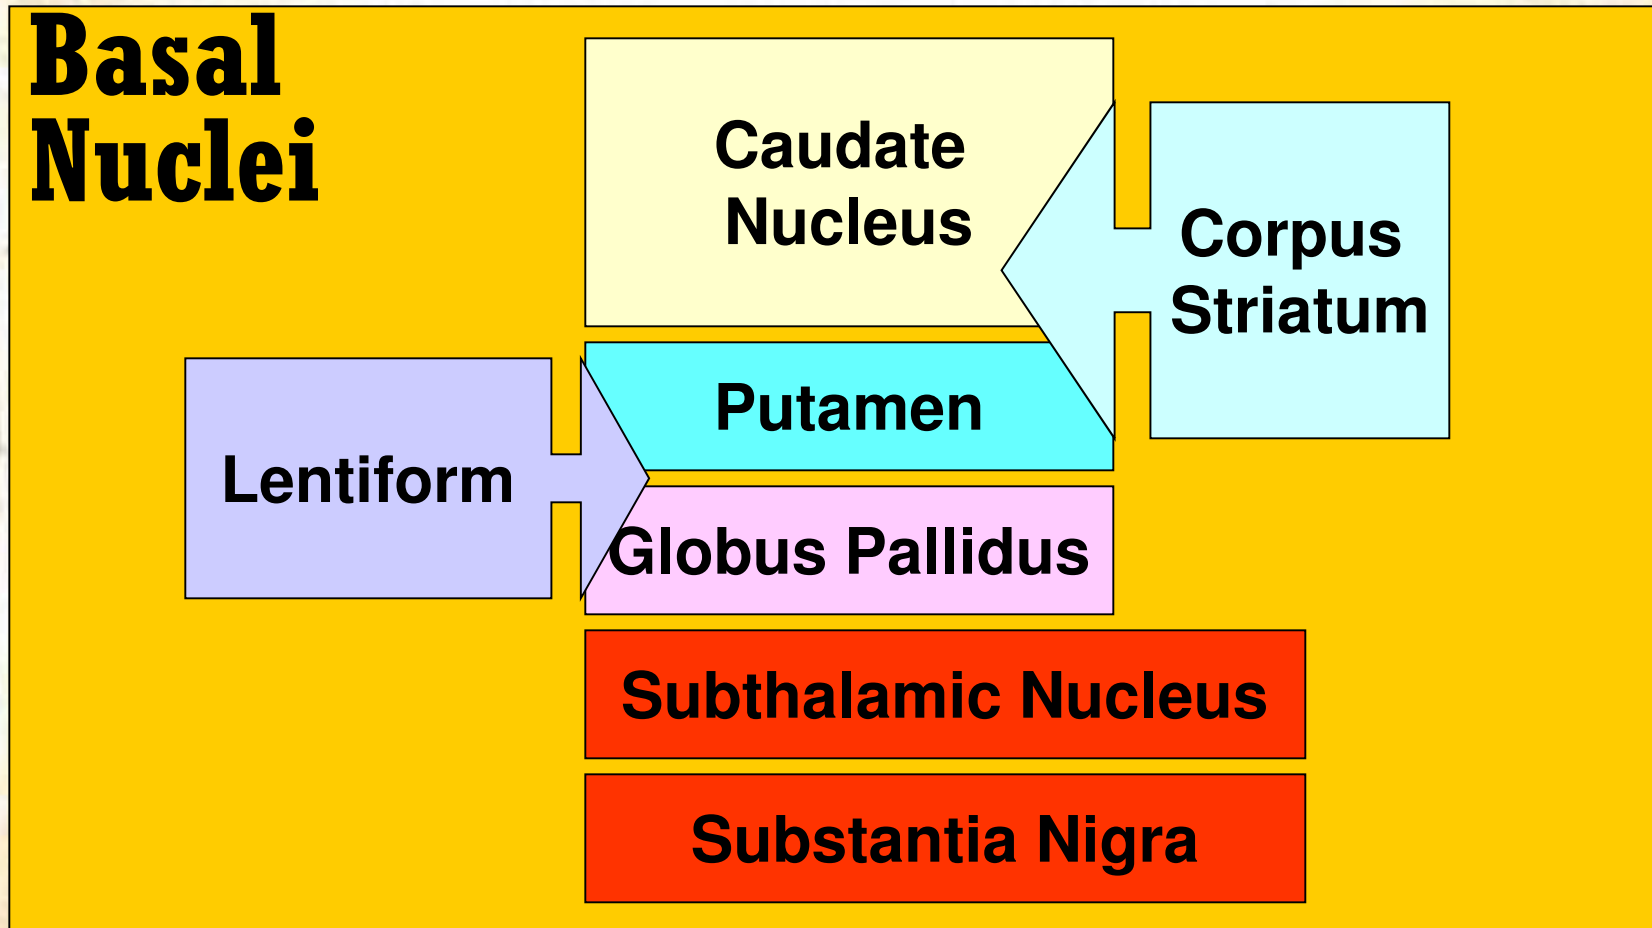 Basal
Nuclei
Caudate
Nucleus
Corpus
Striatum
Putamen
Lentiform
Globus Pallidus
Subthalamic Nucleus
Substantia Nigra